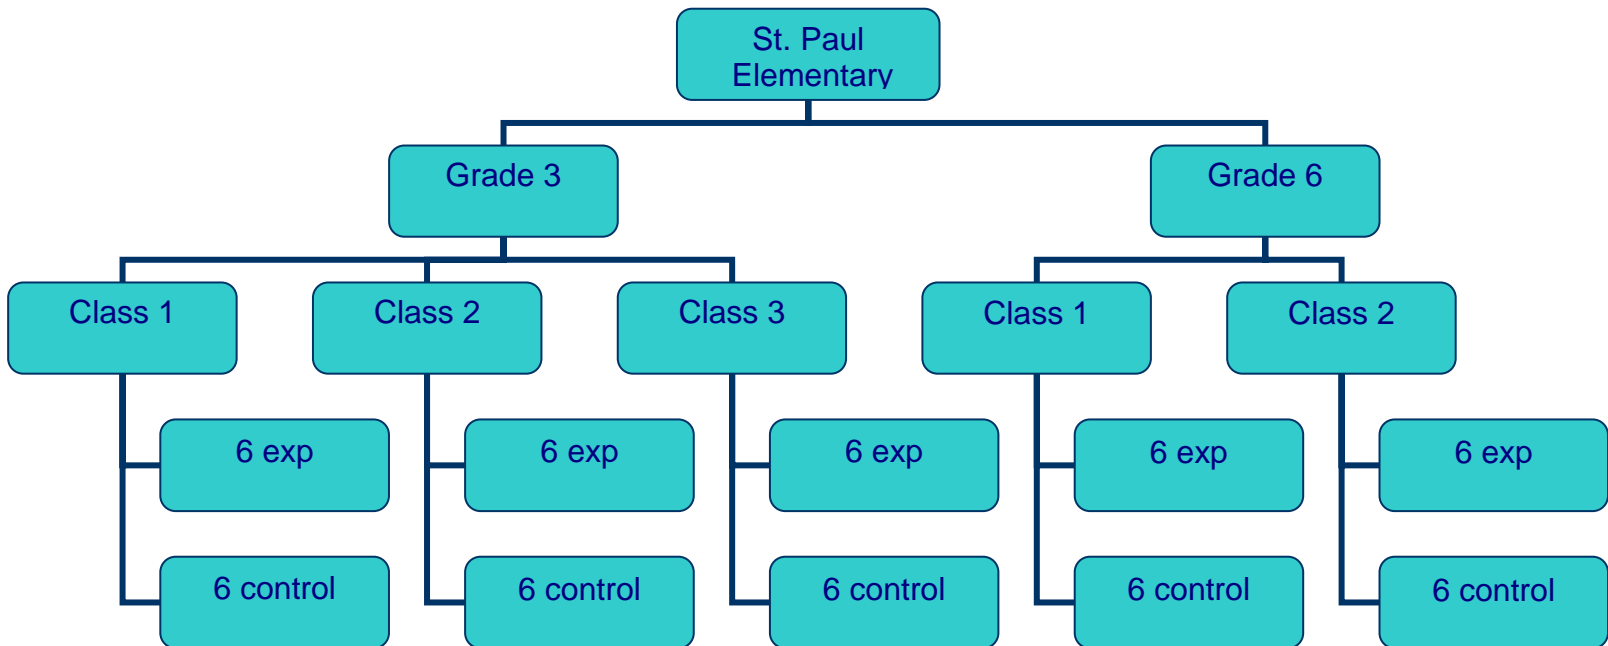 St. Paul
Elementary
Grade 3
Grade 6
Class 1
Class 2
Class 3
Class 1
Class 2
6 exp
6 exp
6 exp
6 exp
6 exp
6 control
6 control
6 control
6 control
6 control